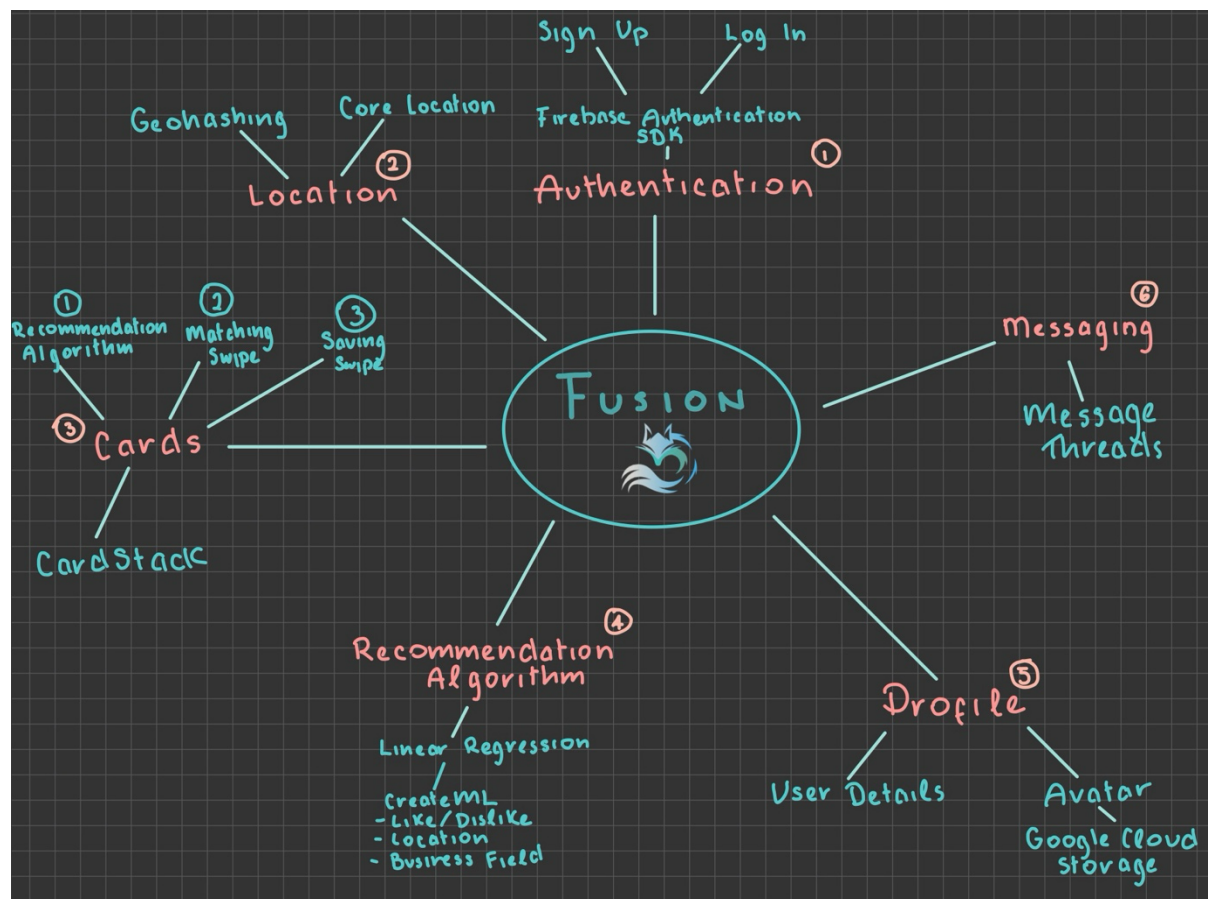 Sign Up
Log In
Firebase Authentication
SDK
1
Authentication
Geohashing
Core Location
2
Location
1
Recommendation
Algorithm
2
Matching
Swipe
3
Saving
Swipe
3
Cards
CardStack
FUSION
6
Messaging
Message
Threads
4
Recommendation
Algorithm
Linear Regression
CreateML
- Like/Dislike
- Location
- Business Field
5
Profile
User Details
Avatar
Google Cloud
Storage